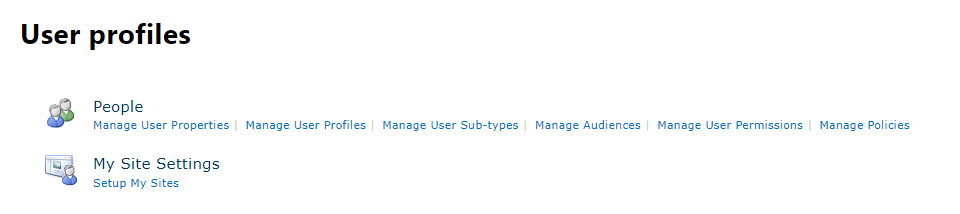 User profiles
People
Manage User Properties | Manage User Profiles | Manage User Sub-types | Manage Audiences | Manage User Permissions | Manage Policies
My Site Settings
Setup My Sites